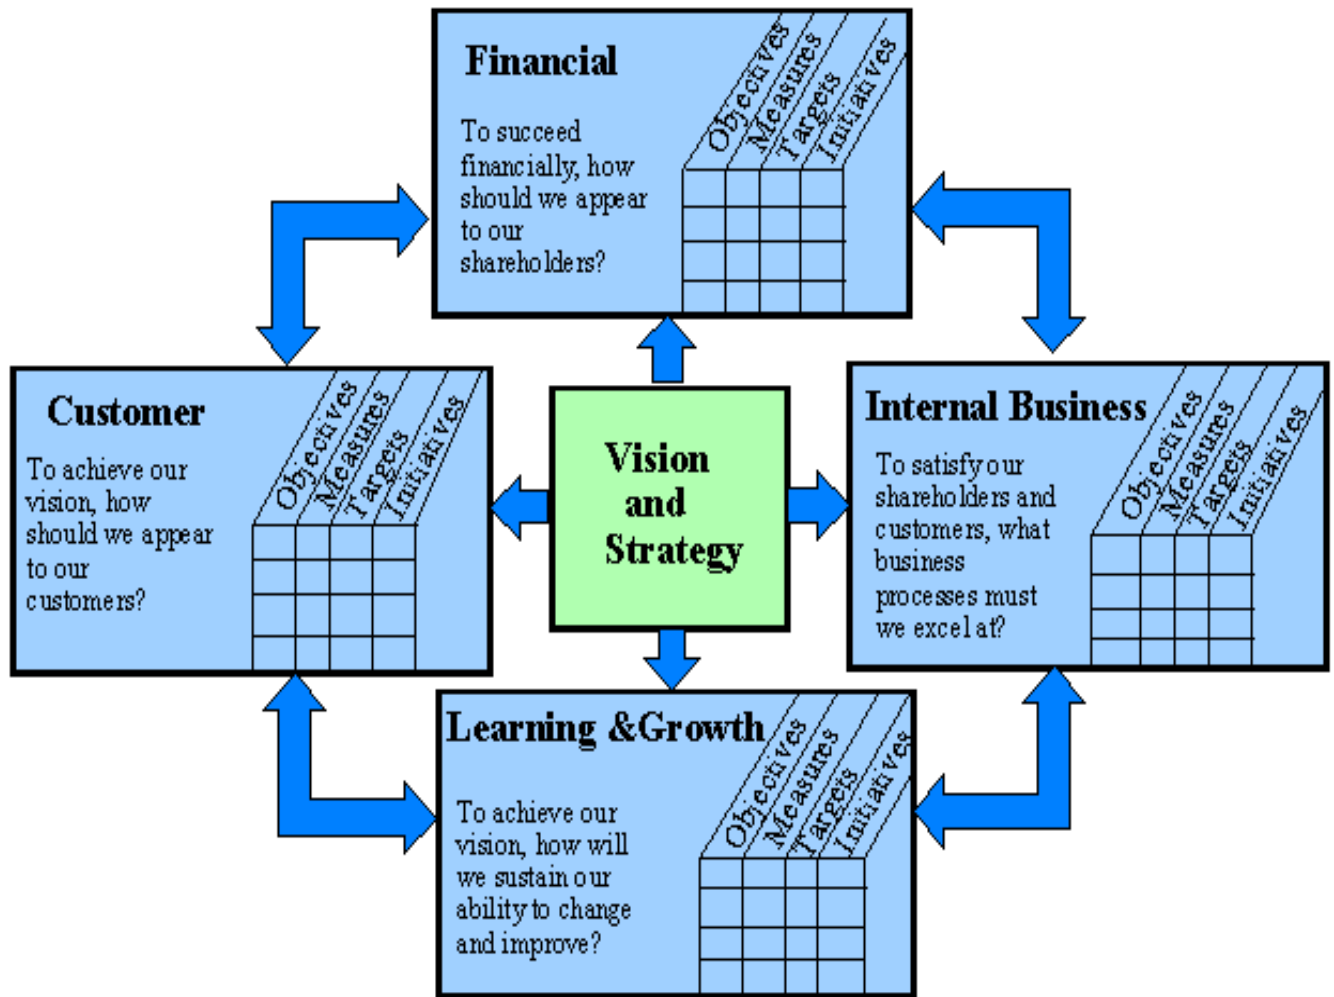 Financial
To succeed
financially, how
should we appear
to our
shareholders?
Objectives
Measures
Targets
Initiatives
Customer
To achieve our
vision, how
should we appear
to our
customers?
Objectives
Measures
Targets
Initiatives
Vision
and
Strategy
Internal Business
To satisfy our
shareholders and
customers, what
business
processes must
we excel at?
Objectives
Measures
Targets
Initiatives
Learning &Growth
To achieve our
vision, how will
we sustain our
ability to change
and improve?
Objectives
Measures
Targets
Initiatives